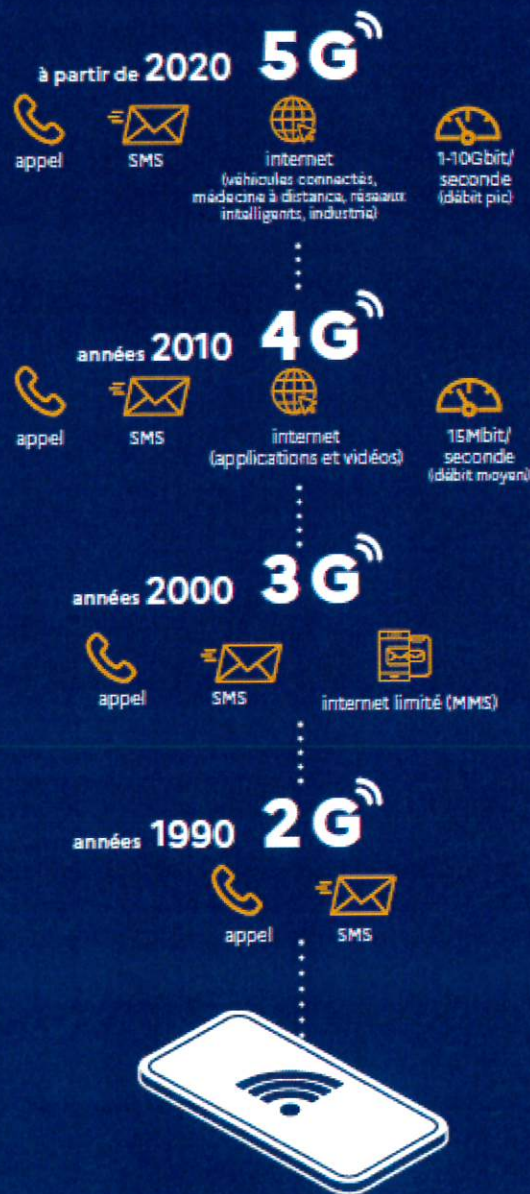 à partir de 2020 5G
appel
SMS
internet
(véhicules connectés,
médecine à distance, réseaux
intelligents, industrie)
1-10Gbit/
seconde
(débit pic)
années 2010 4G
appel
SMS
internet
(applications et vidéos)
15Mbit/
seconde
(débit moyen)
années 2000 3G
appel
SMS
internet limité (MMS)
années 1990 2G
appel
SMS